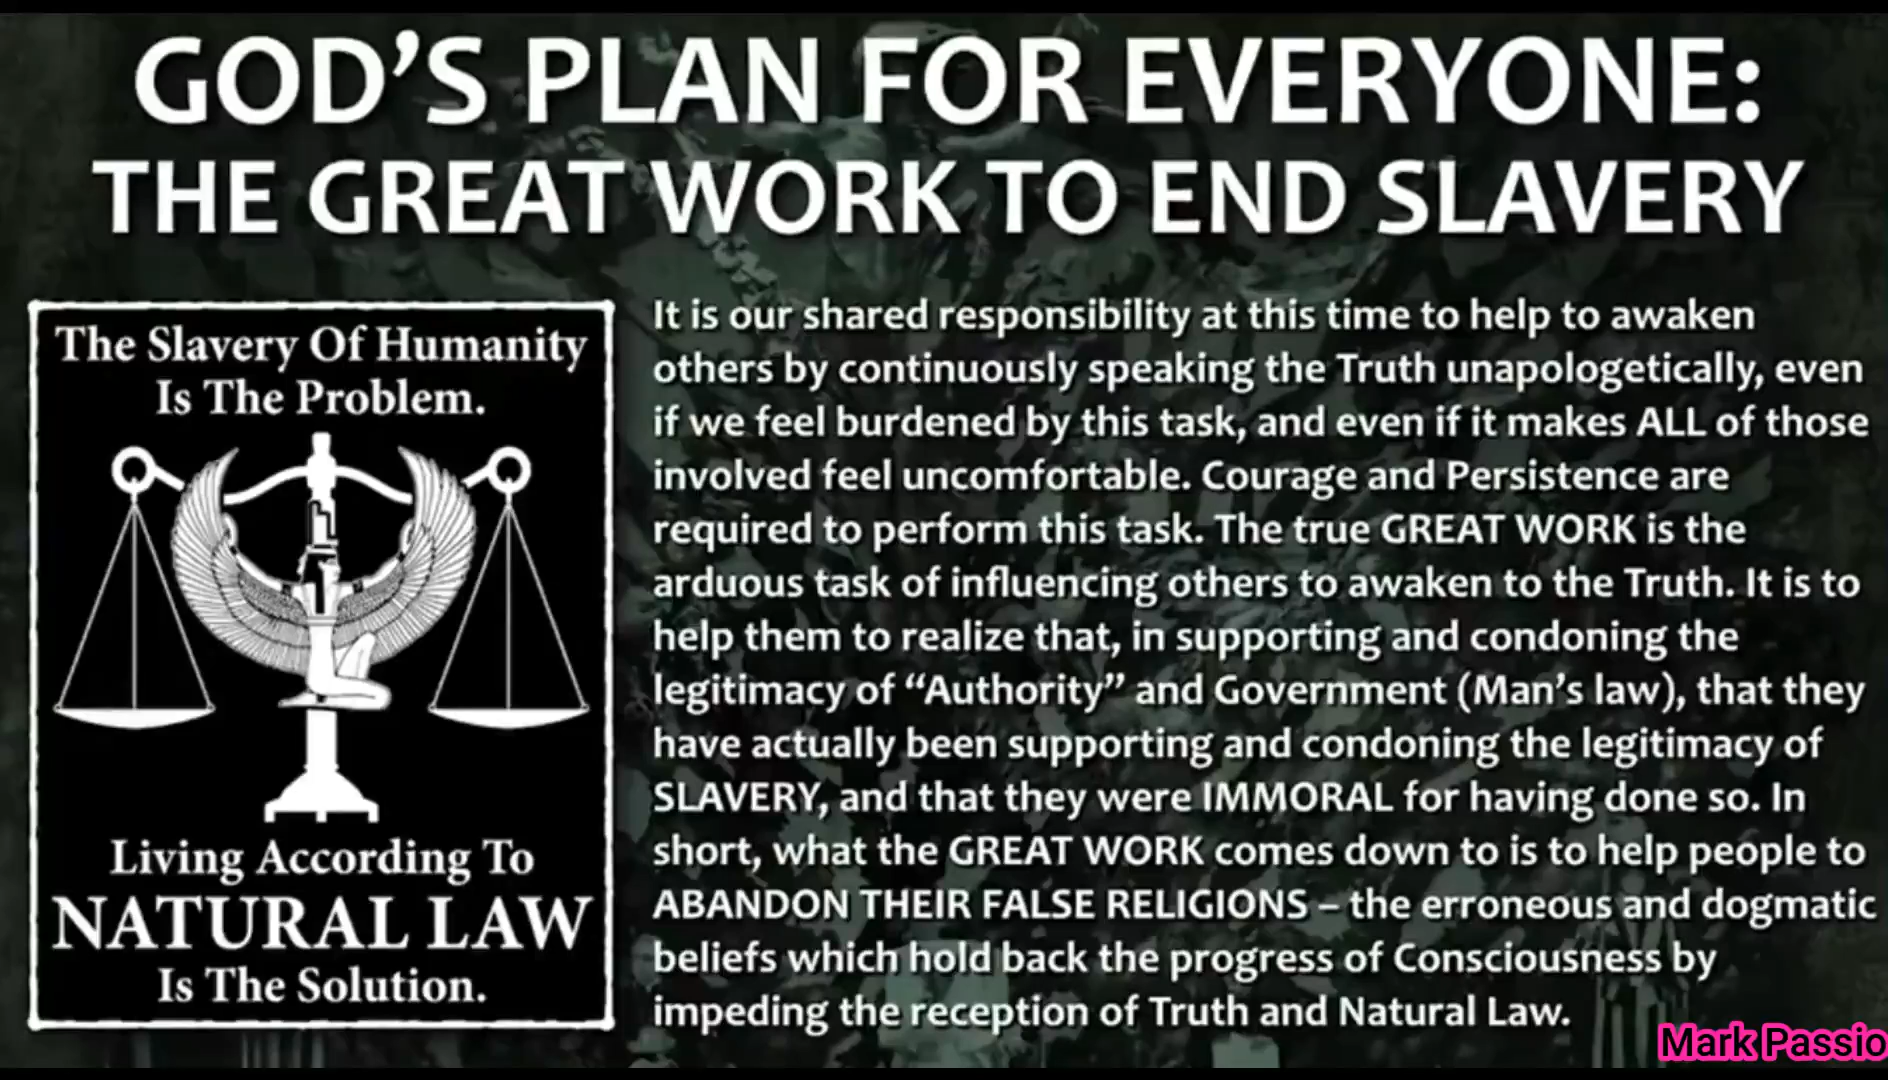 GOD'S PLAN FOR EVERYONE:
THE GREAT WORK TO END SLAVERY
The Slavery Of Humanity
Is The Problem.
Living According To
NATURAL LAW
Is The Solution.
It is our shared responsibility at this time to help to awaken
others by continuously speaking the Truth unapologetically, even
if we feel burdened by this task, and even if it makes ALL of those
involved feel uncomfortable. Courage and Persistence are
required to perform this task. The true GREAT WORK is the
arduous task of influencing others to awaken to the Truth. It is to
help them to realize that, in supporting and condoning the
legitimacy of “Authority” and Government (Man's law), that they
have actually been supporting and condoning the legitimacy of
SLAVERY, and that they were IMMORAL for having done so. In
short, what the GREAT WORK comes down to is to help people to
ABANDON THEIR FALSE RELIGIONS – the erroneous and dogmatic
beliefs which hold back the progress of Consciousness by
impeding the reception of Truth and Natural Law.
Mark Passio